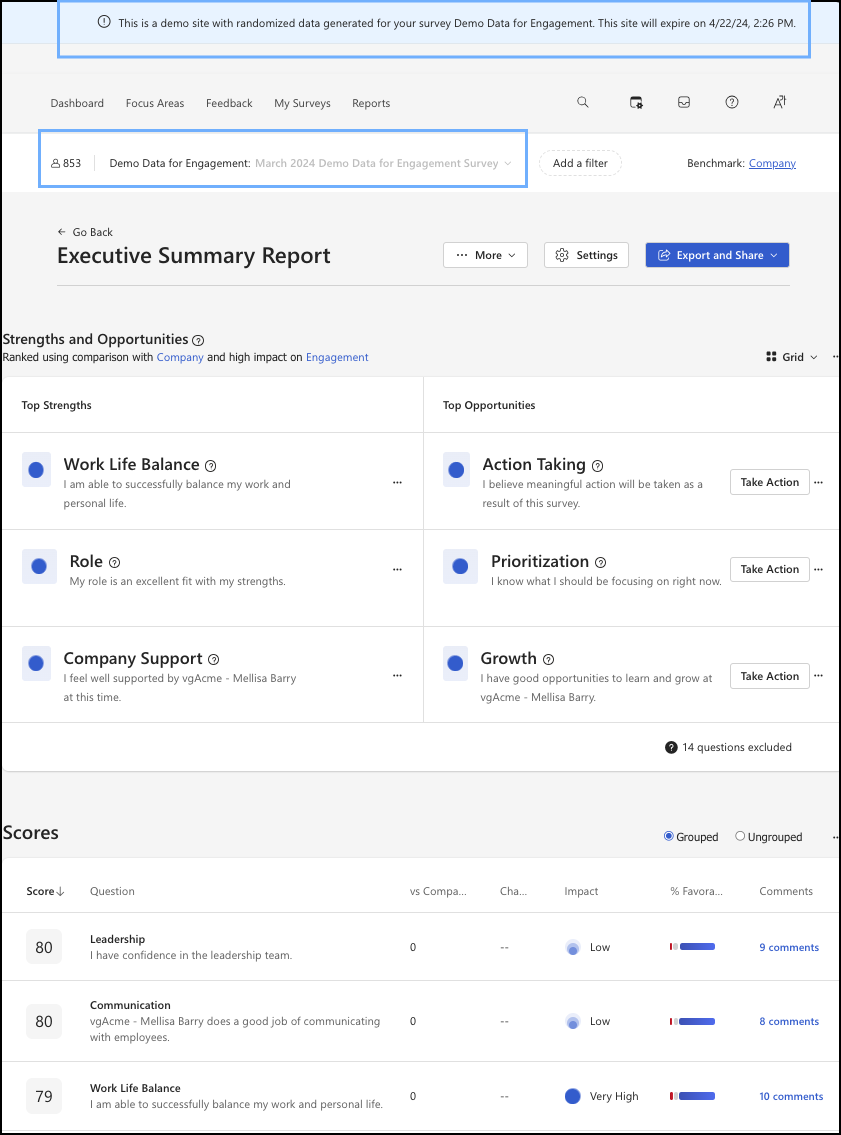 This is a demo site with randomized data generated for your survey Demo Data for Engagement. This site will expire on 4/22/24, 2:26 PM.
Dashboard Focus Areas Feedback My Surveys Reports
853 Demo Data for Engagement: March 2024 Demo Data for Engagement Survey Add a filter Benchmark: Company
Go Back
Executive Summary Report
More Settings Export and Share
Strengths and Opportunities
Ranked using comparison with Company and high impact on Engagement
Grid
Top Strengths
Top Opportunities
Work Life Balance
I am able to successfully balance my work and
personal life.
Action Taking
I believe meaningful action will be taken as a
result of this survey.
Take Action
Role
My role is an excellent fit with my strengths.
Prioritization
I know what I should be focusing on right now.
Take Action
Company Support
I feel well supported by vgAcme - Mellisa Barry
at this time.
Growth
I have good opportunities to learn and grow at
vgAcme - Mellisa Barry.
Take Action
14 questions excluded
Scores
Grouped Ungrouped
Score Question vs Compa... Cha... Impact % Favora... Comments
80
Leadership
I have confidence in the leadership team.
0 -- Low 9 comments
80
Communication
vgAcme - Mellisa Barry does a good job of communicating
with employees.
0 -- Low 8 comments
79
Work Life Balance
I am able to successfully balance my work and personal life.
0 -- Very High 10 comments